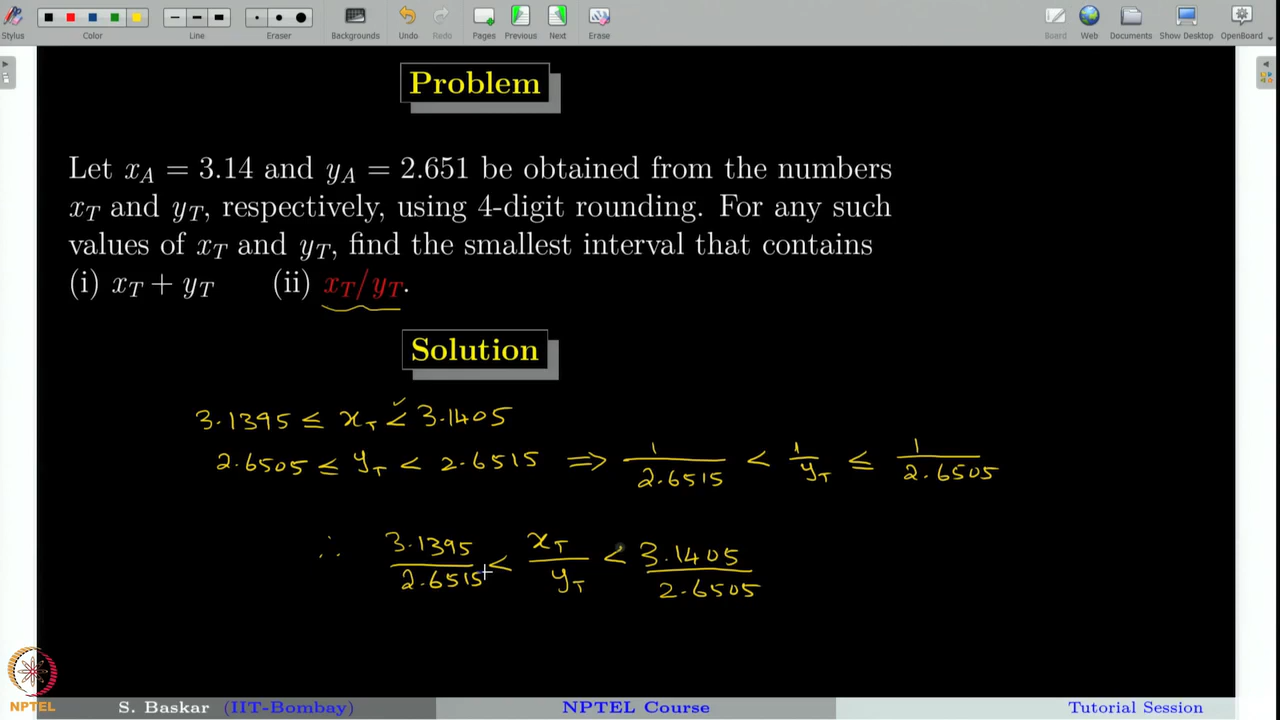 Stylus Color Line Eraser Backgrounds Undo Redo Pages Previous Next Erase Board Web Documents Show Desktop OpenBoard
Problem
Let x_A = 3.14 and y_A = 2.651 be obtained from the numbers
x_T and y_T, respectively, using 4-digit rounding. For any such
values of x_T and y_T, find the smallest interval that contains
(i) x_T + y_T (ii) x_T/y_T.
Solution
3.1395 ≤ x_T < 3.1405
2.6505 ≤ y_T < 2.6515 ⇒ 1/2.6515 < 1/y_T ≤ 1/2.6505
∴ 3.1395/2.6515 < x_T/y_T < 3.1405/2.6505
NPTEL
S. Baskar (IIT-Bombay) NPTEL Course Tutorial Session